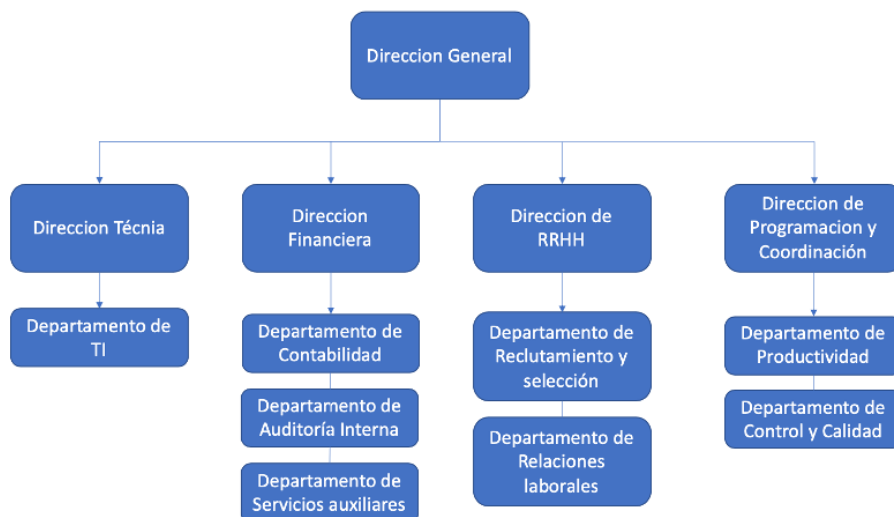 Direccion General
Direccion Técnia
Direccion
Financiera
Direccion de
RRHH
Direccion de
Programacion y
Coordinación
Departamento de
TI
Departamento de
Contabilidad
Departamento de
Reclutamiento y
selección
Departamento de
Productividad
Departamento de
Auditoría Interna
Departamento de
Relaciones
laborales
Departamento de
Control y Calidad
Departamento de
Servicios auxiliares